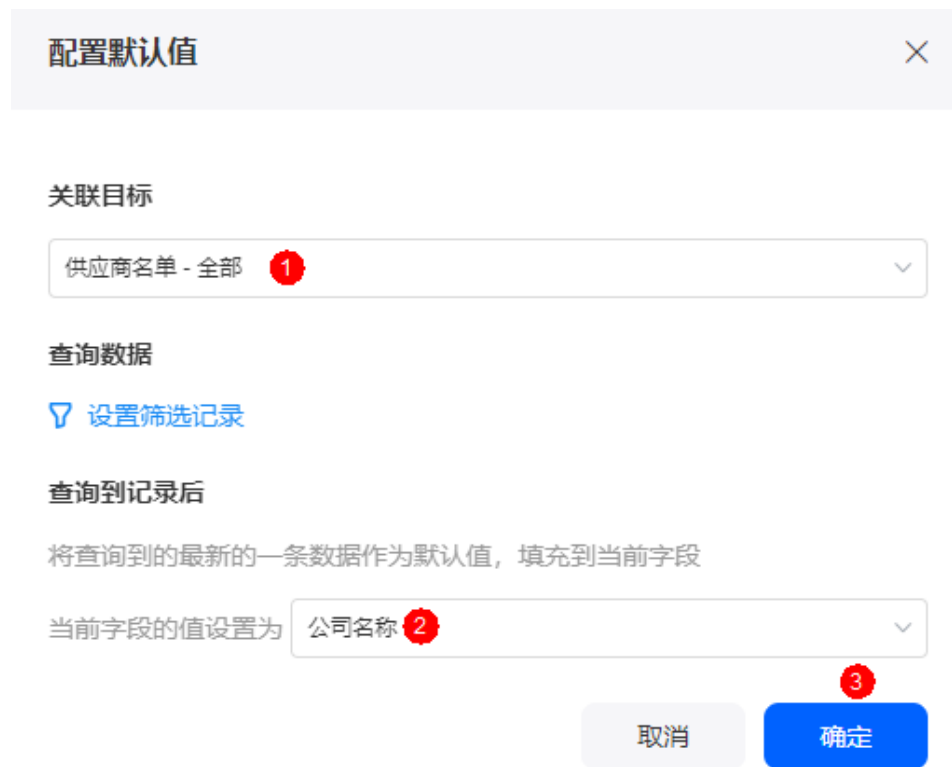 配置默认值
关联目标
供应商名单 - 全部 1
查询数据
设置筛选记录
查询到记录后
将查询到的最新的一条数据作为默认值，填充到当前字段
当前字段的值设置为 公司名称 2
3
取消 确定